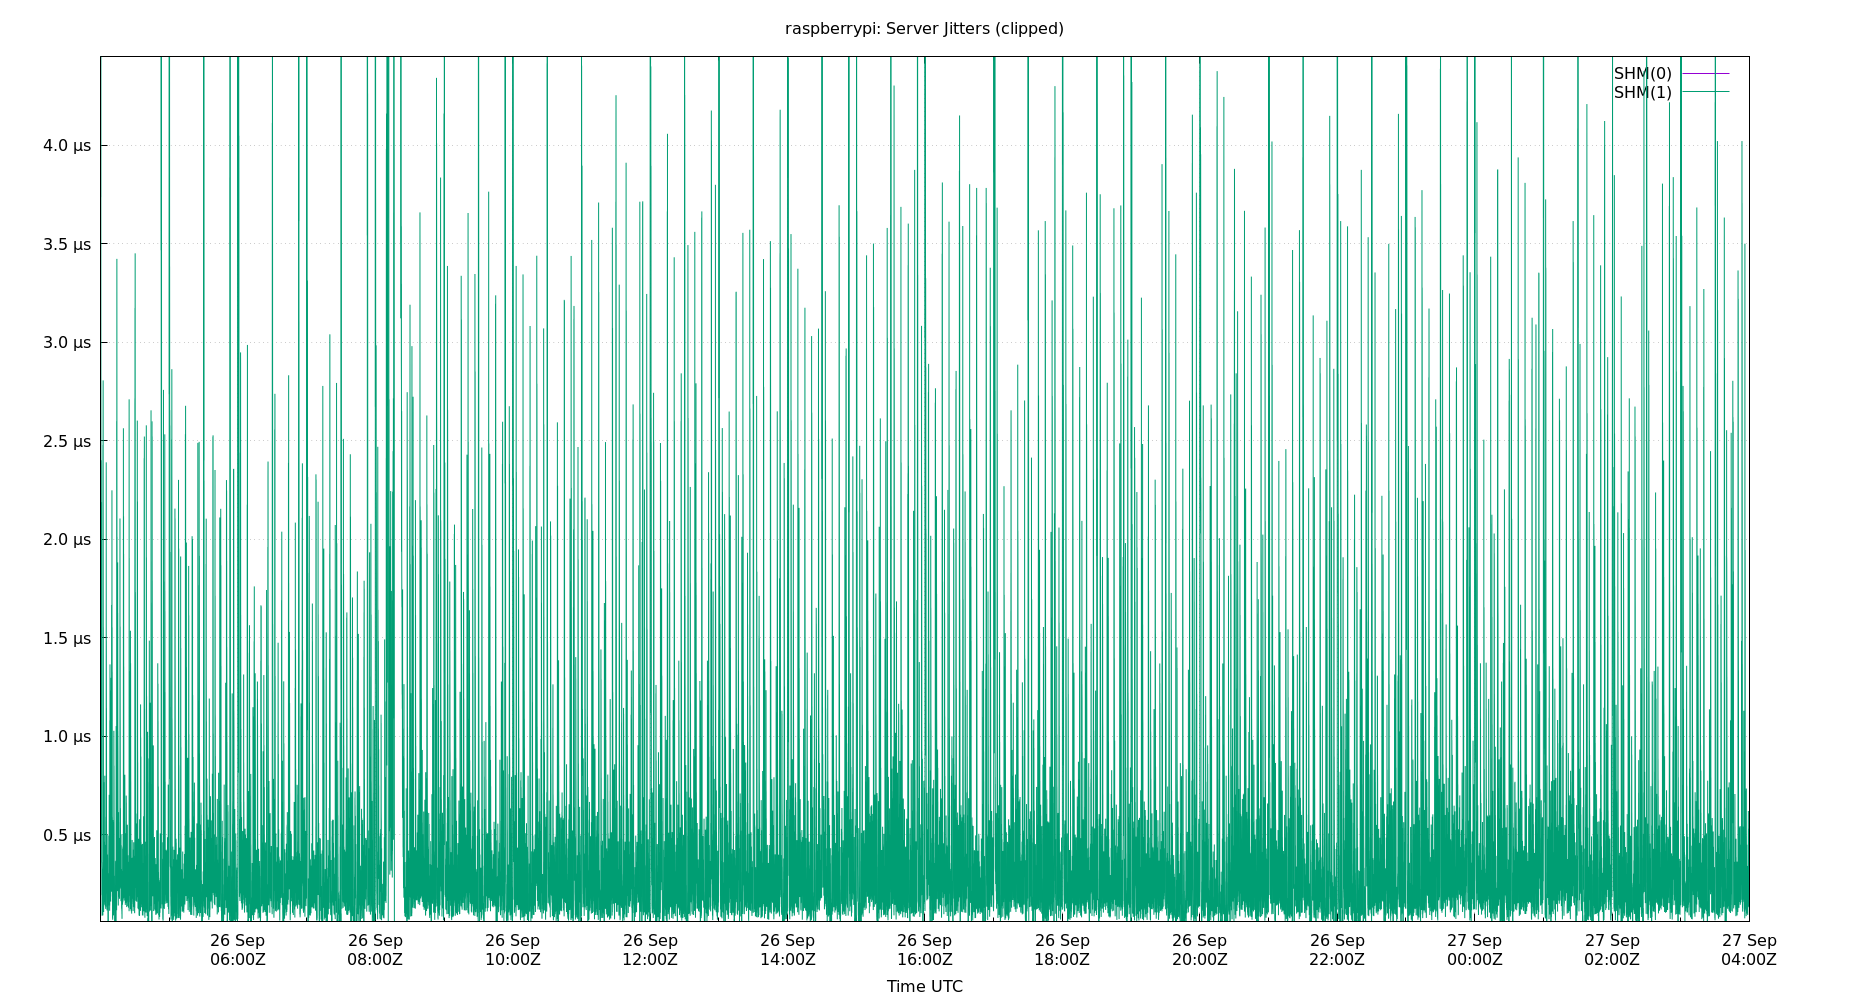 raspberrypi: Server Jitters (clipped)
SHM(0)
SHM(1)
4.0 µs
3.5 µs
3.0 µs
2.5 µs
2.0 µs
1.5 µs
1.0 µs
0.5 µs
26 Sep 26 Sep 26 Sep 26 Sep 26 Sep 26 Sep 26 Sep 26 Sep 26 Sep 27 Sep 27 Sep 27 Sep
06:00Z 08:00Z 10:00Z 12:00Z 14:00Z 16:00Z 18:00Z 20:00Z 22:00Z 00:00Z 02:00Z 04:00Z
Time UTC